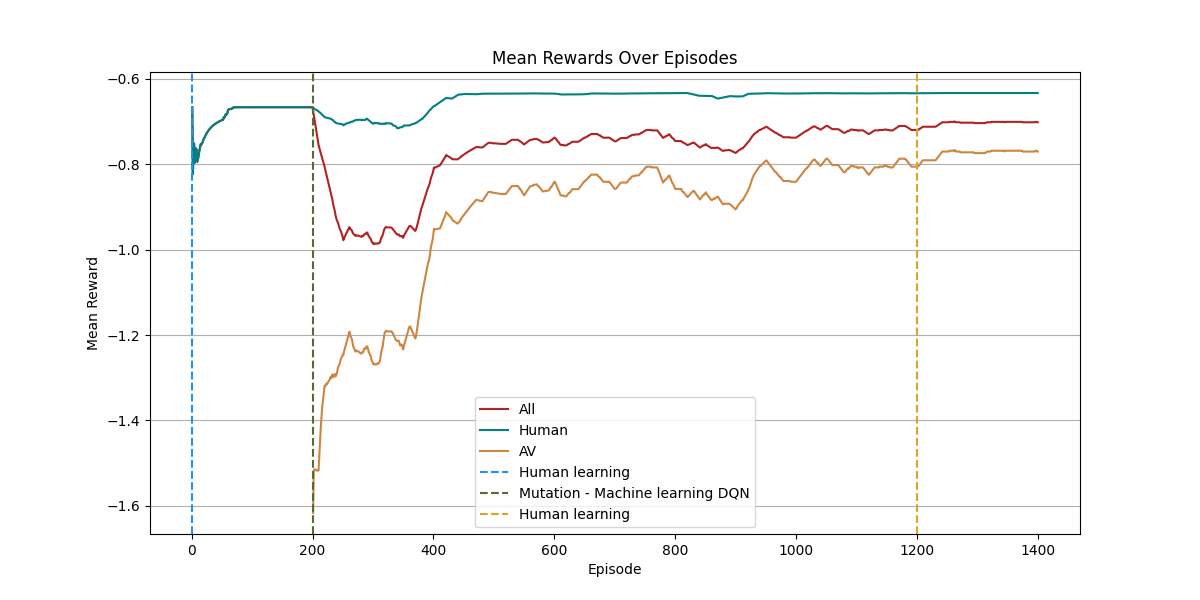 Mean Rewards Over Episodes
Mean Reward
−0.6
−0.8
−1.0
−1.2
−1.4
−1.6
All
Human
AV
Human learning
Mutation - Machine learning DQN
Human learning
0 200 400 600 800 1000 1200 1400
Episode